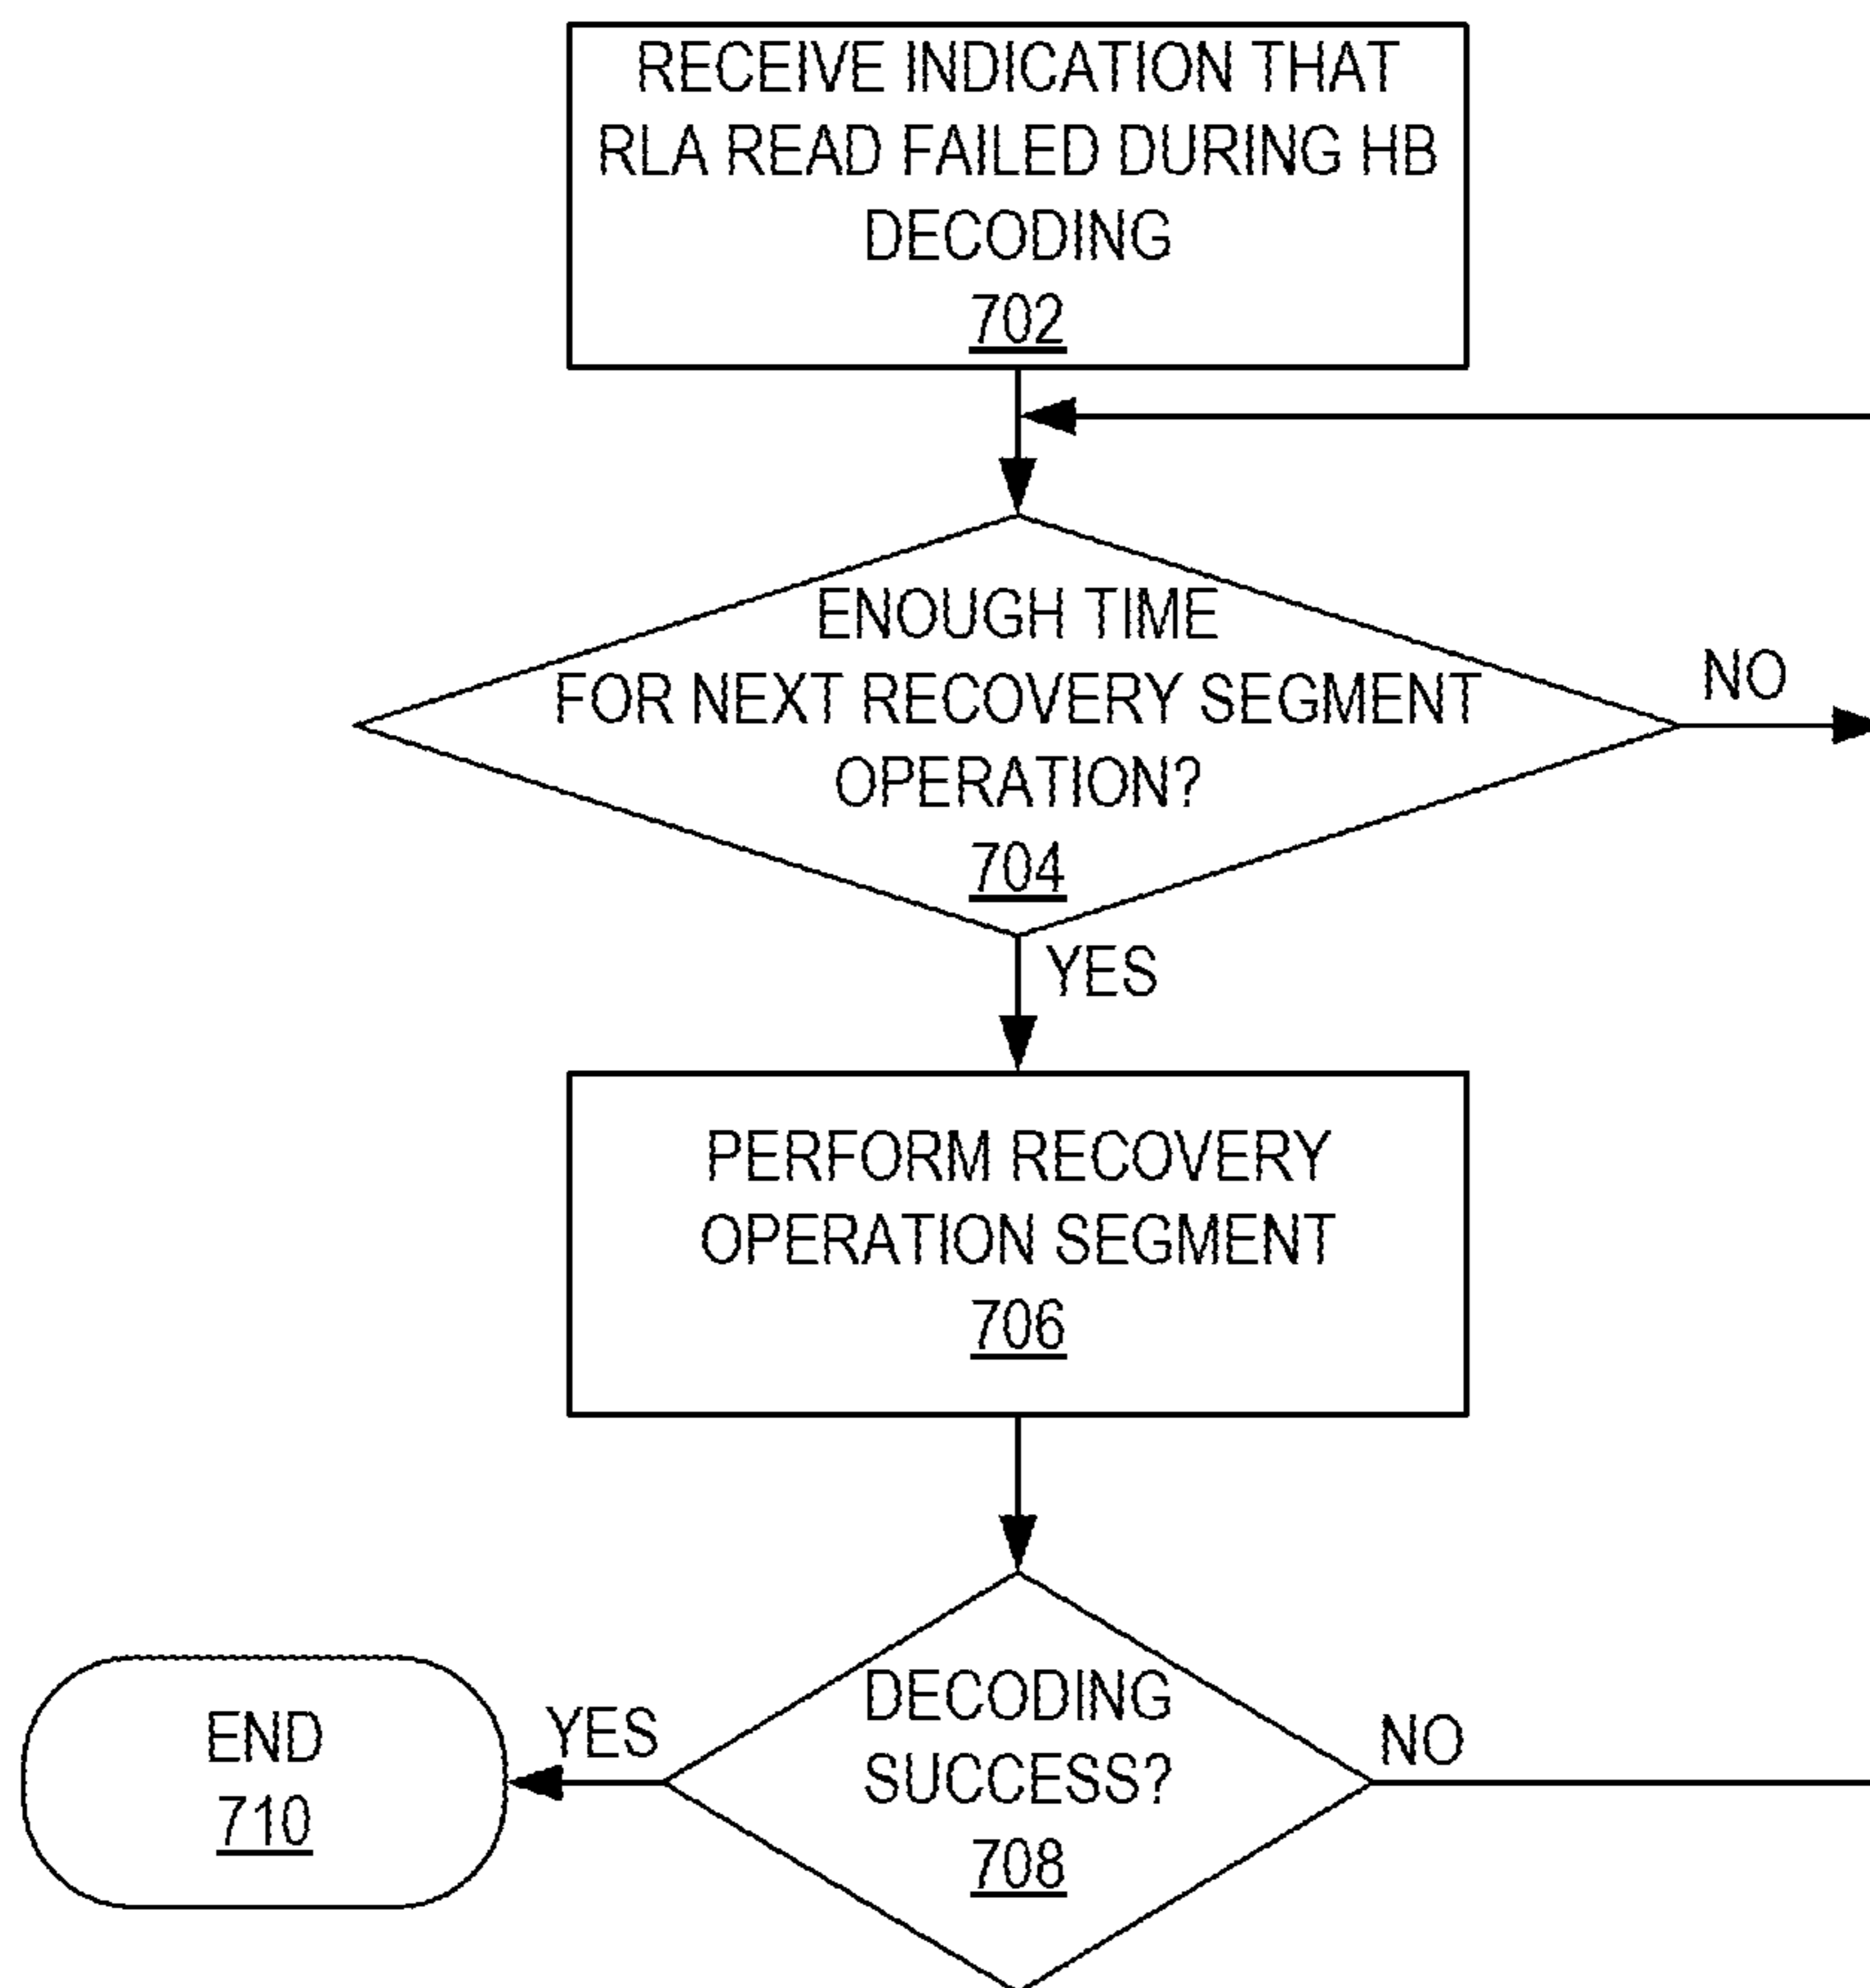 RECEIVE INDICATION THAT
RLA READ FAILED DURING HB
DECODING
702
ENOUGH TIME
FOR NEXT RECOVERY SEGMENT
OPERATION?
704
NO
YES
PERFORM RECOVERY
OPERATION SEGMENT
706
DECODING
SUCCESS?
708
YES
NO
END
710